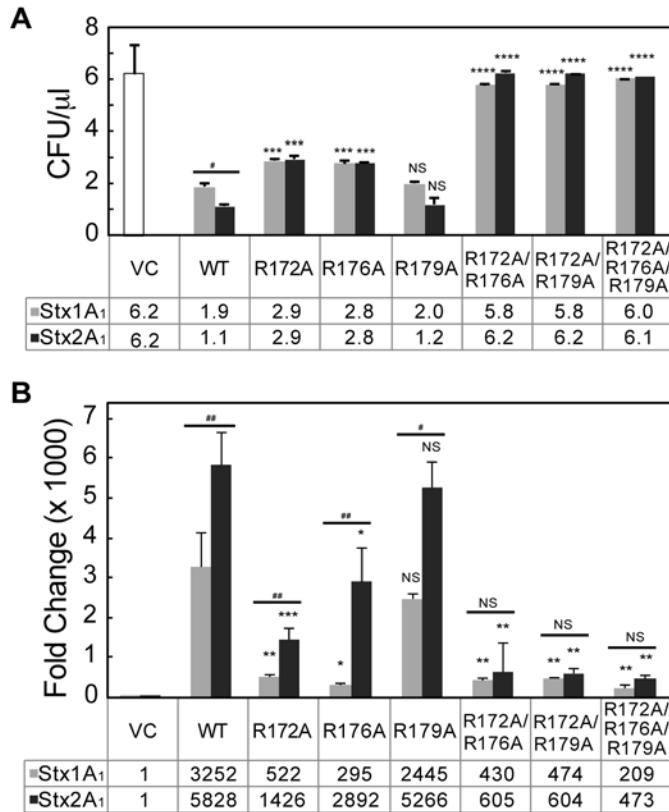 A
CFU/µl
8
6
4
2
0
#
*** ***
*** ***
NS NS
**** ****
**** ****
**** ****
VC WT R172A R176A R179A R172A/R176A R172A/R179A R172A/R176A/R179A
Stx1A1 6.2 1.9 2.9 2.8 2.0 5.8 5.8 6.0
Stx2A1 6.2 1.1 2.9 2.8 1.2 6.2 6.2 6.1
B
Fold Change (x 1000)
7
6
5
4
3
2
1
0
##
##
** ***
##
* *
#
NS NS
NS
** **
NS
** **
NS
** **
VC WT R172A R176A R179A R172A/R176A R172A/R179A R172A/R176A/R179A
Stx1A1 1 3252 522 295 2445 430 474 209
Stx2A1 1 5828 1426 2892 5266 605 604 473